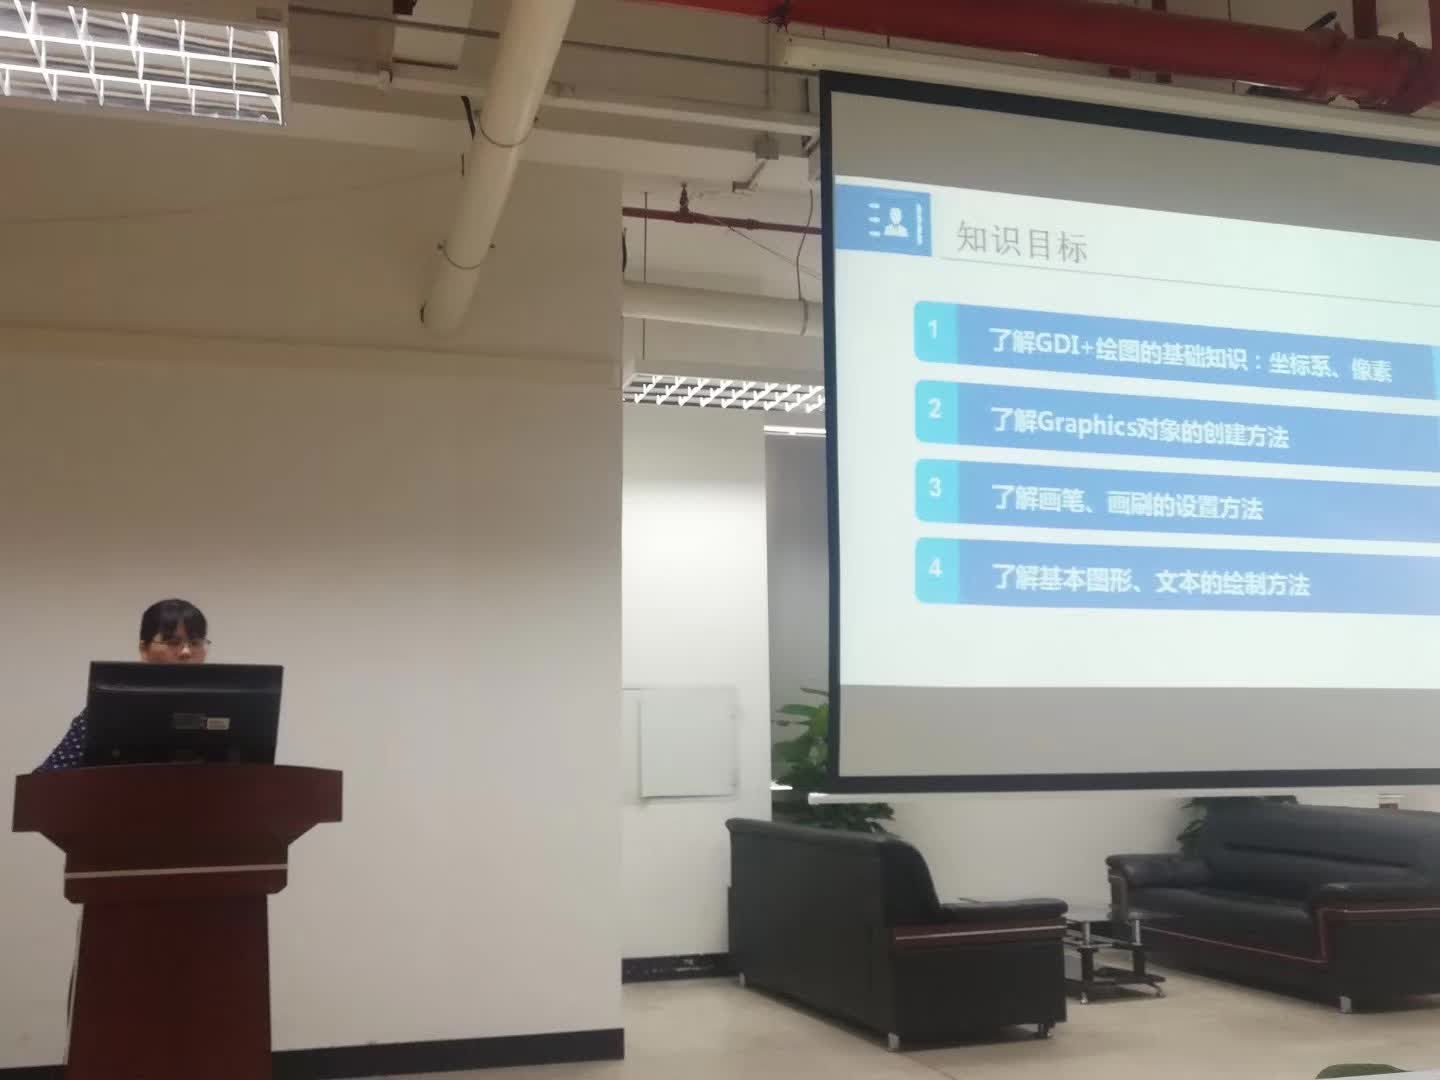 知识目标
1 了解GDI+绘图的基础知识：坐标系、像素
2 了解Graphics对象的创建方法
3 了解画笔、画刷的设置方法
4 了解基本图形、文本的绘制方法